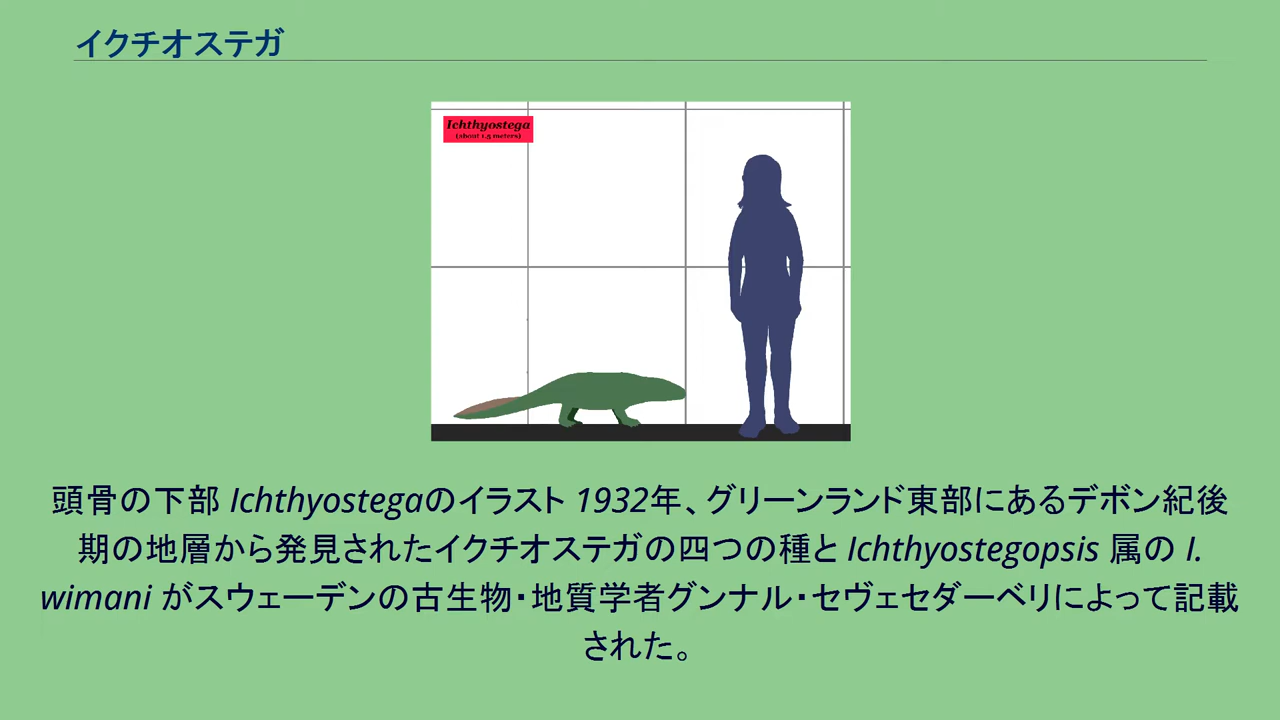 イクチオステガ
Ichthyostega
(about 1.5 meters)
頭骨の下部 Ichthyostegaのイラスト 1932年、グリーンランド東部にあるデボン紀後
期の地層から発見されたイクチオステガの四つの種と Ichthyostegopsis 属の I.
wimani がスウェーデンの古生物・地質学者グンナル・セヴェセダーベリによって記載
された。